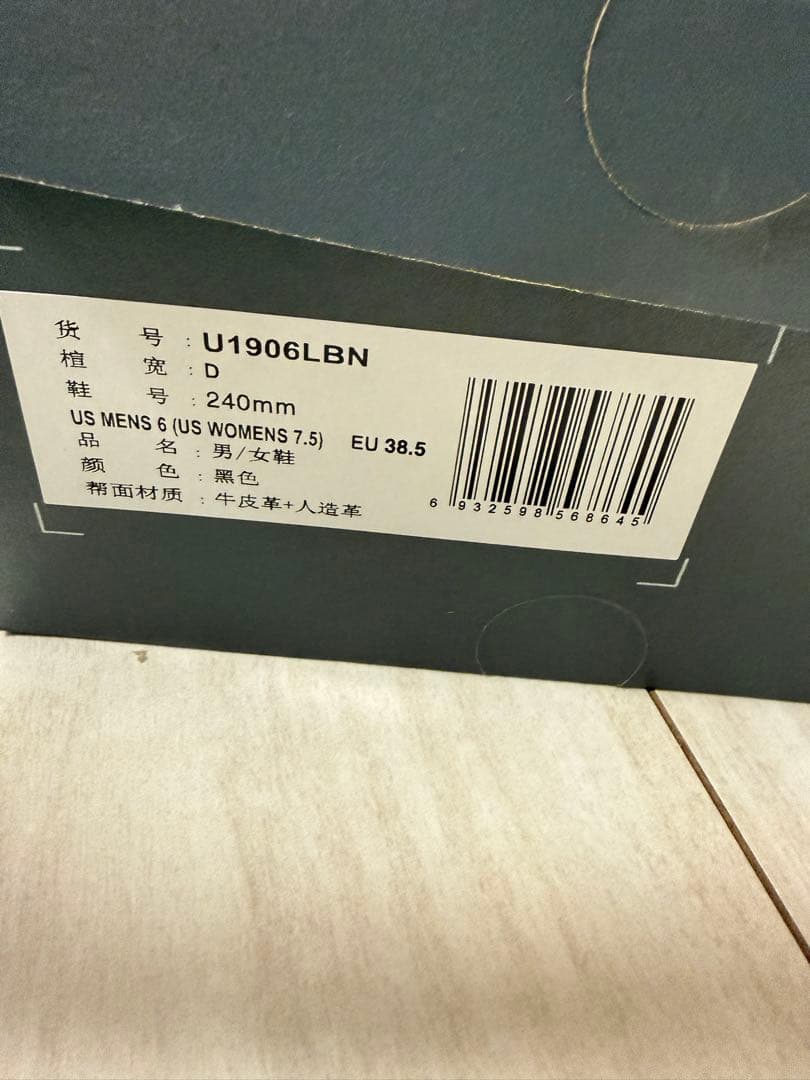 货 号 : U1906LBN
楦 宽 : D
鞋 号 : 240mm
US MENS 6 (US WOMENS 7.5) EU 38.5
品 名 : 男/女鞋
颜 色 : 黑色
帮面材质 : 牛皮革+人造革
6 932598 568645